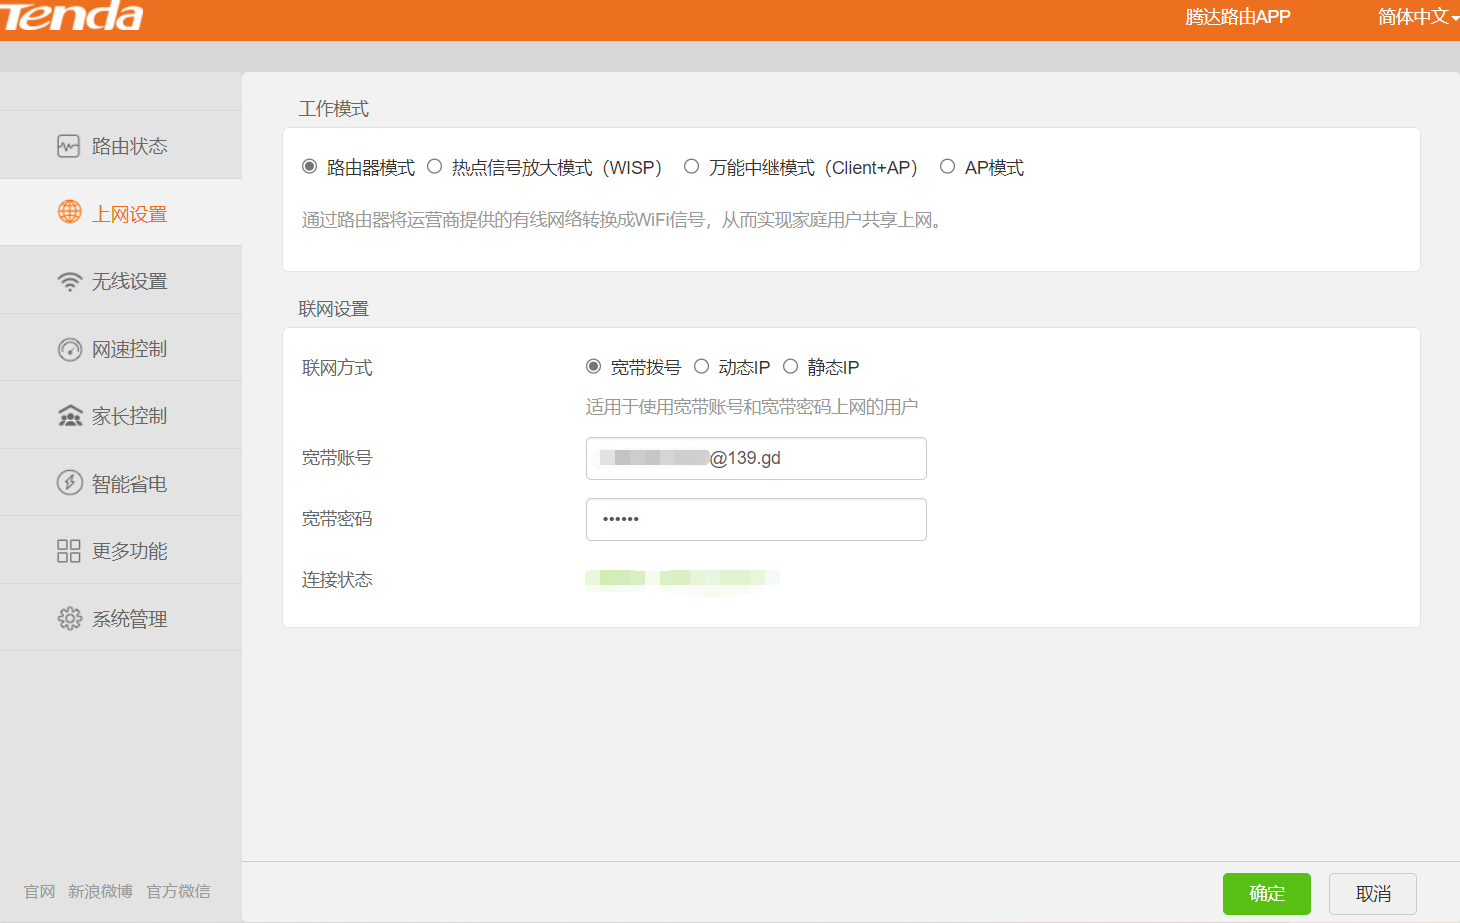 Tenda
腾达路由APP
简体中文
工作模式
路由状态
路由器模式 热点信号放大模式（WISP） 万能中继模式（Client+AP） AP模式
上网设置
通过路由器将运营商提供的有线网络转换成WiFi信号，从而实现家庭用户共享上网。
无线设置
联网设置
网速控制
联网方式 宽带拨号 动态IP 静态IP
适用于使用宽带账号和宽带密码上网的用户
家长控制
宽带账号 @139.gd
智能省电
宽带密码 ••••••
更多功能
连接状态
系统管理
官网 新浪微博 官方微信
确定 取消